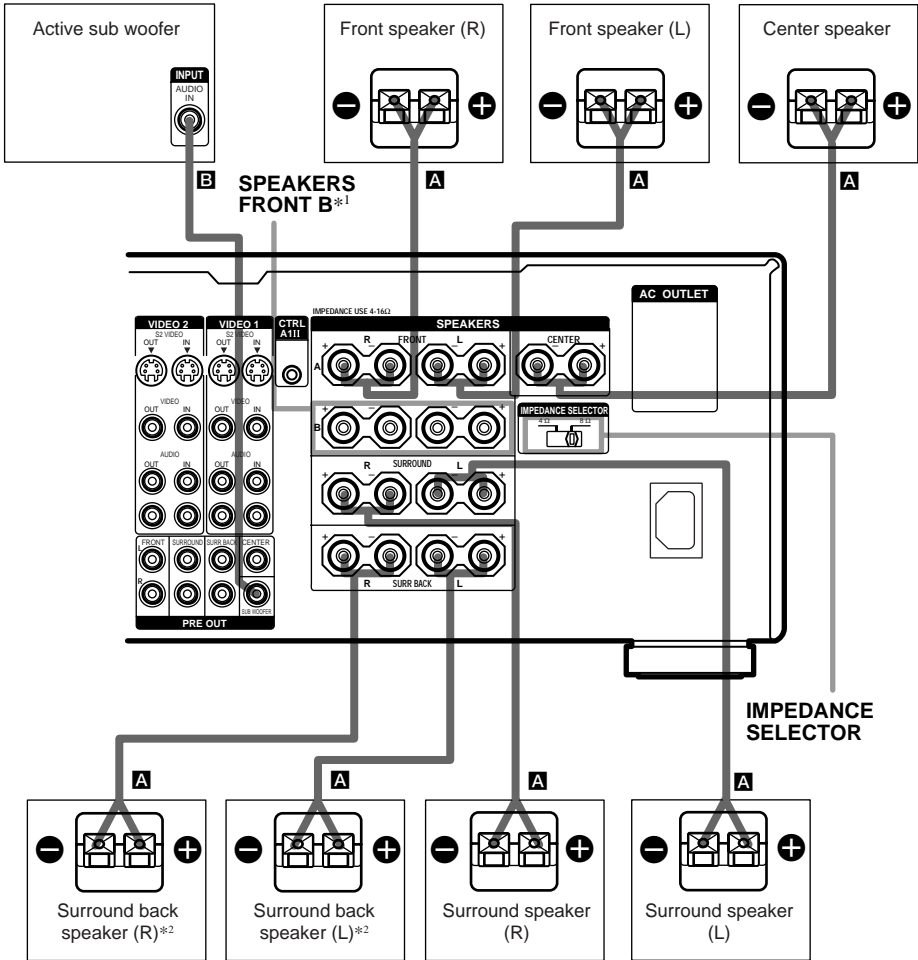 Active sub woofer
INPUT
AUDIO
IN
Front speaker (R)
Front speaker (L)
Center speaker
B
A
A
A
SPEAKERS
FRONT B*1
AC OUTLET
IMPEDANCE USE 4-16Ω
VIDEO 2
VIDEO 1
CTRL
A1II
SPEAKERS
S2 VIDEO
OUT
IN
S2 VIDEO
OUT
IN
R
FRONT
L
CENTER
+
−
−
+
+
−
+
A
VIDEO
OUT
IN
VIDEO
OUT
IN
B
+
−
−
+
IMPEDANCE SELECTOR
4 Ω
8 Ω
AUDIO
OUT
IN
AUDIO
OUT
IN
R
SURROUND
L
+
−
−
+
FRONT
SURROUND
SURR BACK
CENTER
L
R
SUB WOOFER
PRE OUT
+
−
−
+
R
SURR BACK
L
IMPEDANCE
SELECTOR
A
A
A
A
Surround back
speaker (R)*2
Surround back
speaker (L)*2
Surround speaker
(R)
Surround speaker
(L)